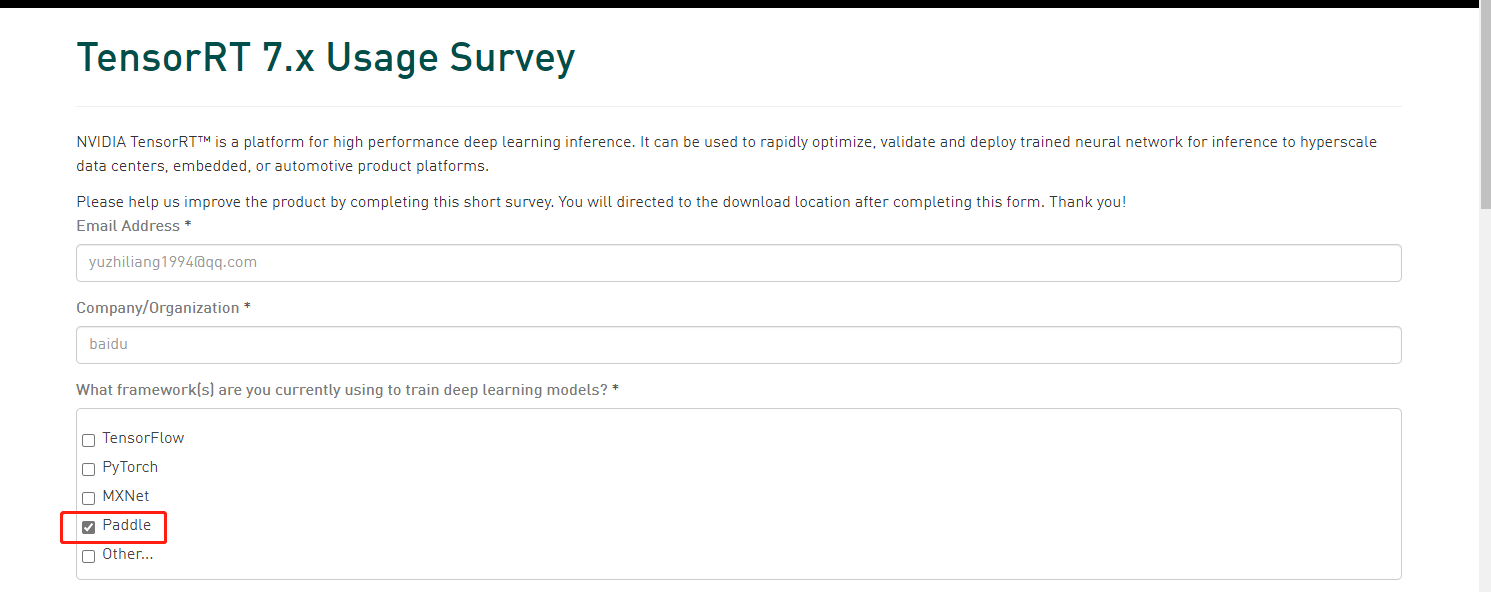 TensorRT 7.x Usage Survey
NVIDIA TensorRT™ is a platform for high performance deep learning inference. It can be used to rapidly optimize, validate and deploy trained neural network for inference to hyperscale
data centers, embedded, or automotive product platforms.
Please help us improve the product by completing this short survey. You will directed to the download location after completing this form. Thank you!
Email Address *
yuzhiliang1994@qq.com
Company/Organization *
baidu
What framework(s) are you currently using to train deep learning models? *
TensorFlow
PyTorch
MXNet
Paddle
Other...